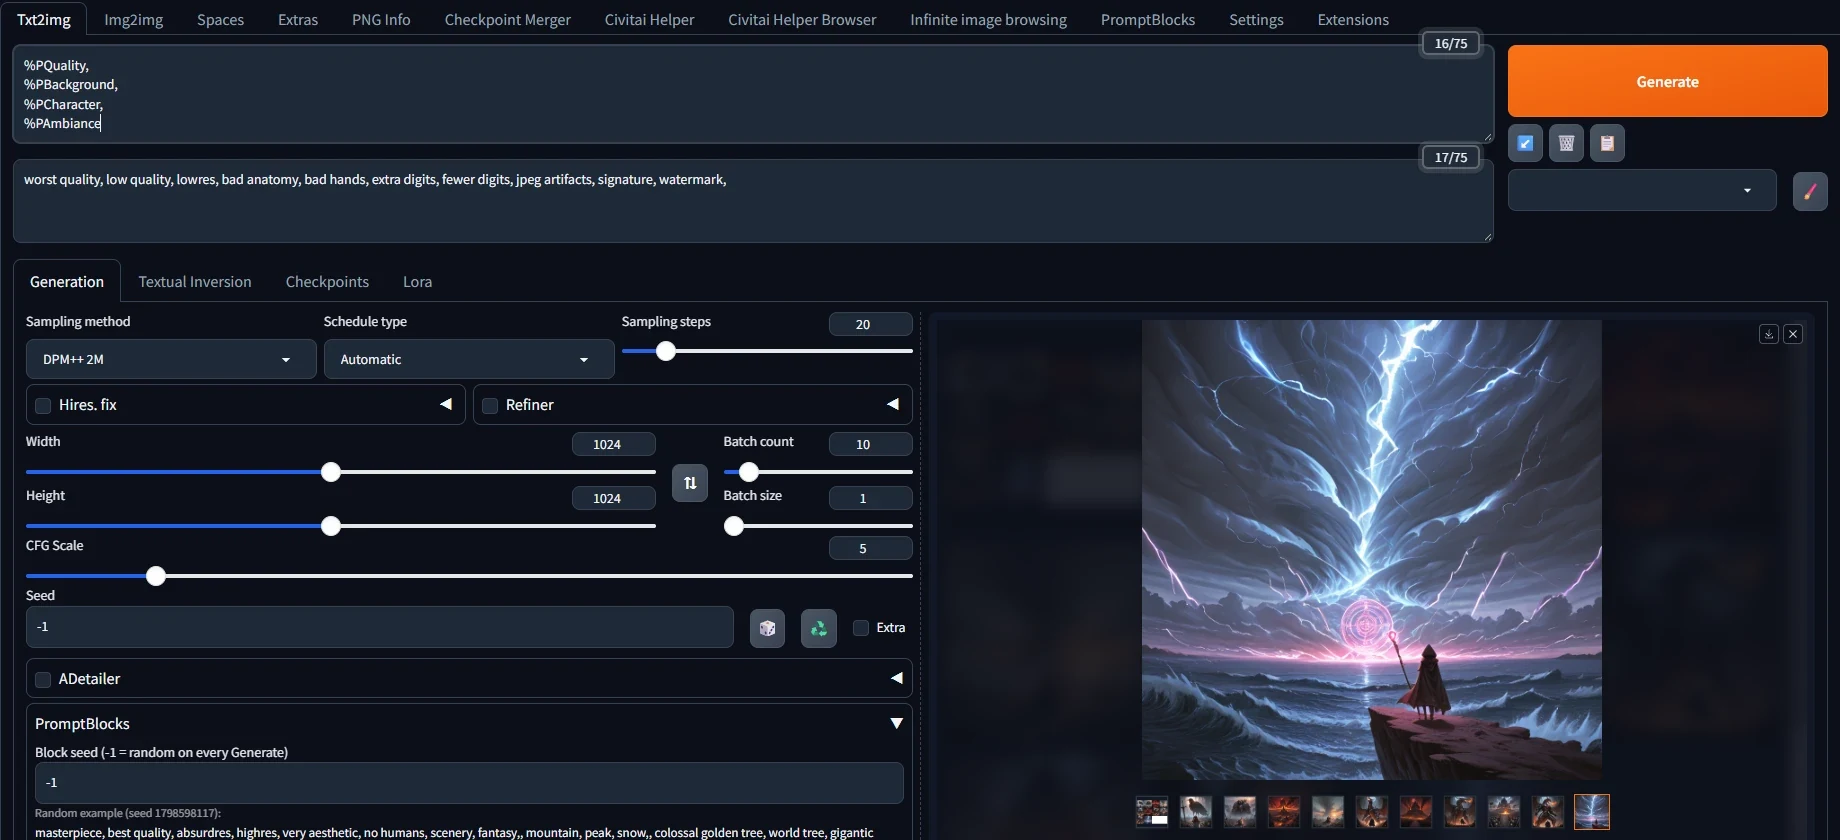 Txt2img Img2img Spaces Extras PNG Info Checkpoint Merger Civitai Helper Civitai Helper Browser Infinite image browsing PromptBlocks Settings Extensions
16/75
%PQuality,
%PBackground,
%PCharacter,
%PAmbiance
Generate
17/75
worst quality, low quality, lowres, bad anatomy, bad hands, extra digits, fewer digits, jpeg artifacts, signature, watermark,
Generation Textual Inversion Checkpoints Lora
Sampling method Schedule type Sampling steps 20
DPM++ 2M Automatic
Hires. fix Refiner
Width 1024 Batch count 10
Height 1024 Batch size 1
CFG Scale 5
Seed
-1 Extra
ADetailer
PromptBlocks
Block seed (-1 = random on every Generate)
-1
Random example (seed 1798598117):
masterpiece, best quality, absurdres, highres, very aesthetic, no humans, scenery, fantasy,, mountain, peak, snow,, colossal golden tree, world tree, gigantic